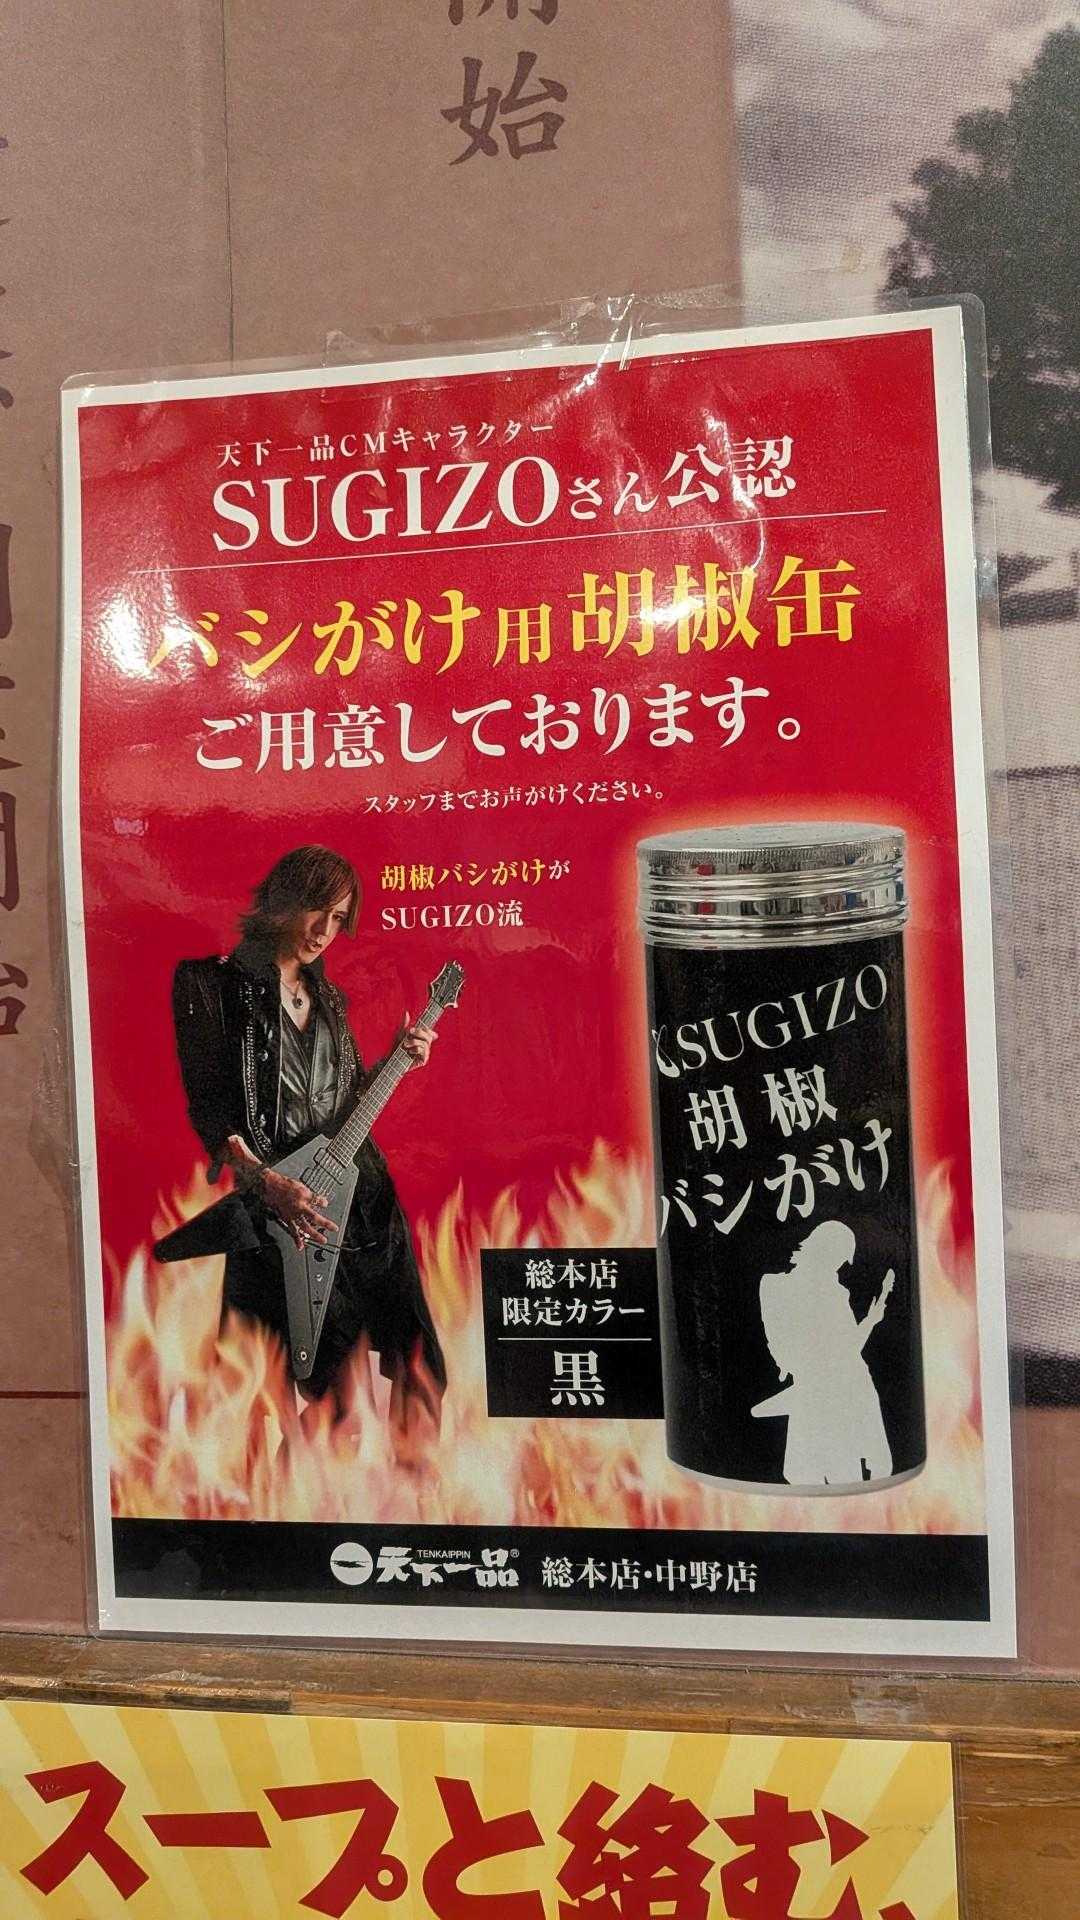 開
始
天下一品CMキャラクター
SUGIZOさん公認
バシがけ用胡椒缶
ご用意しております。
スタッフまでお声がけください。
胡椒バシがけが
SUGIZO流
SUGIZO
胡椒
バシがけ
総本店
限定カラー
黒
天下一品 TENKAIPPIN® 総本店・中野店
スープと絡む、